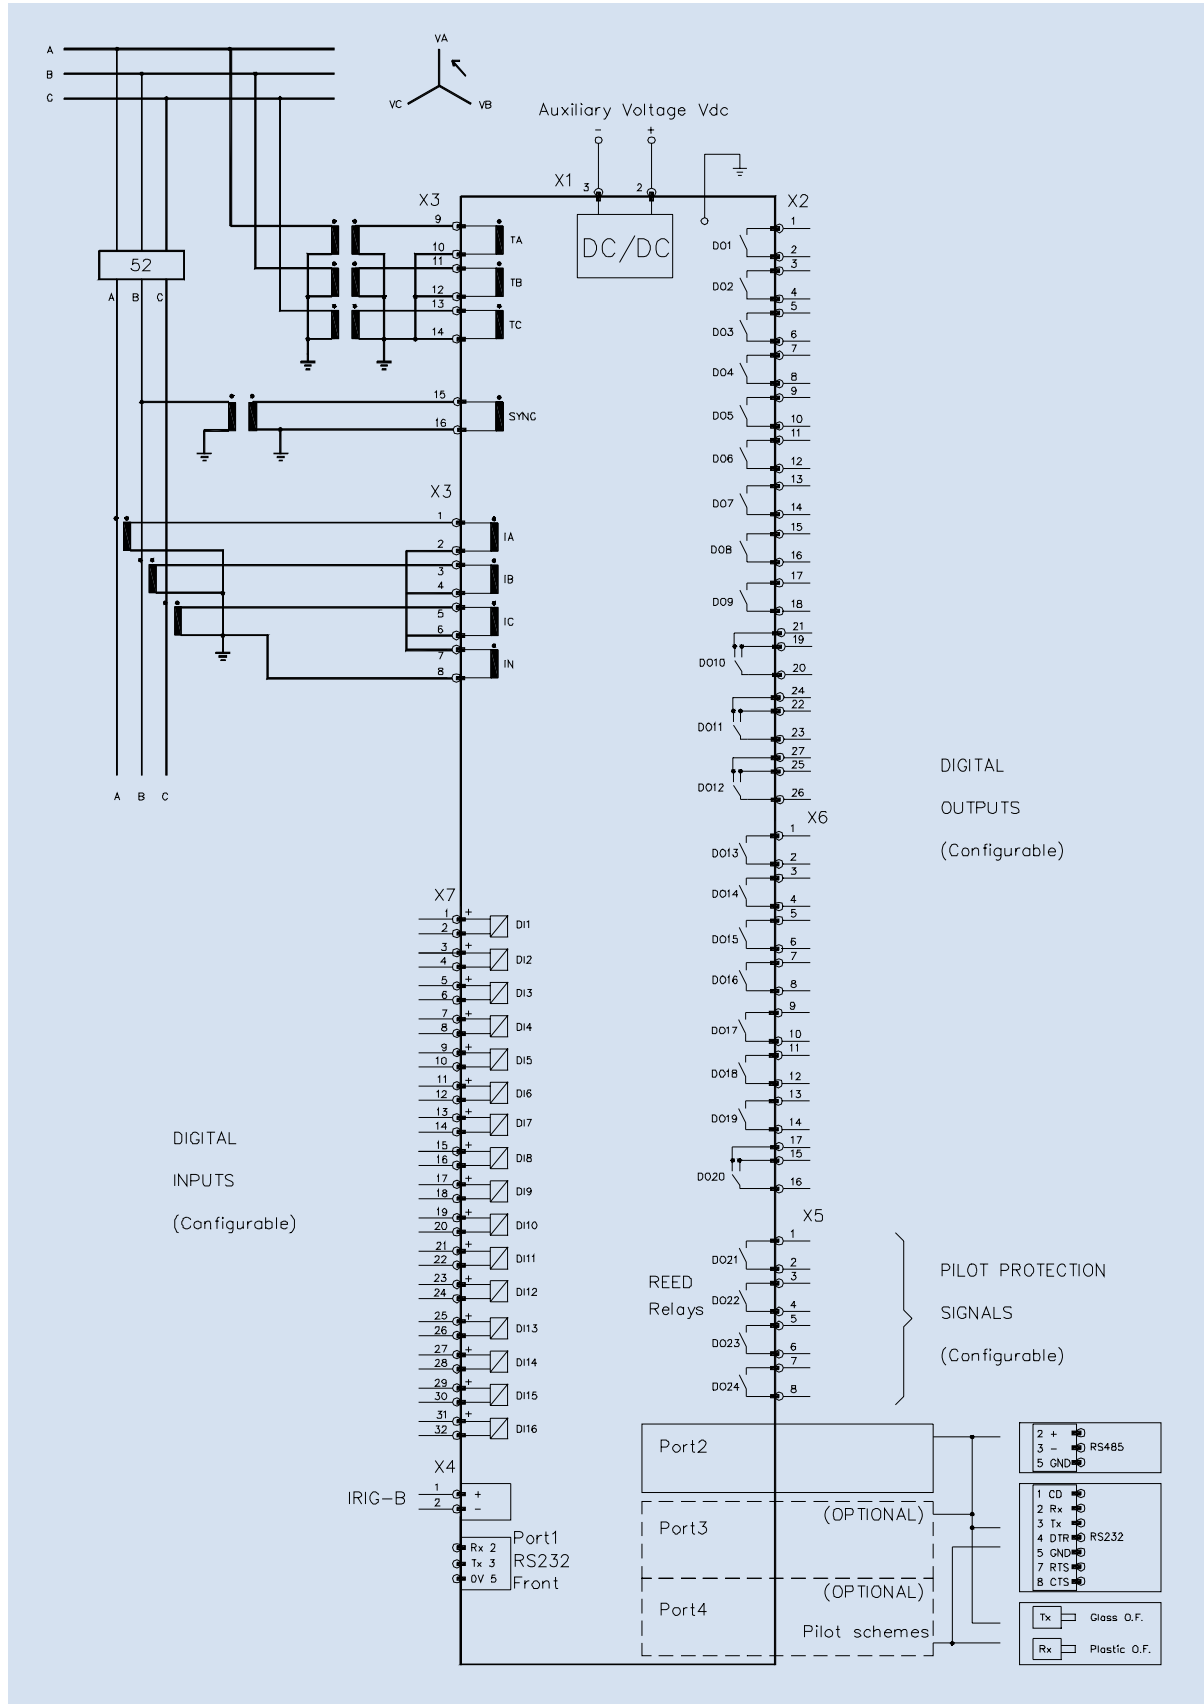 VA
VC VB
A
B
C
Auxiliary Voltage Vdc
- +
X1
3 2
DC/DC
52
A B C
A B C
X3
9
10
TA
11
12
TB
13
14
TC
15
16
SYNC
X3
1
2
IA
3
4
IB
5
6
IC
7
8
IN
X2
DO1 1 2
DO2 3 4
DO3 5 6
DO4 7 8
DO5 9 10
DO6 11 12
DO7 13 14
DO8 15 16
DO9 17 18
DO10 21 19 20
DO11 24 22 23
DO12 27 25 26
X6
DO13 1 2
DO14 3 4
DO15 5 6
DO16 7 8
DO17 9 10
DO18 11 12
DO19 13 14
DO20 17 15 16
DIGITAL
OUTPUTS
(Configurable)
X5
REED
Relays
DO21 1 2
DO22 3 4
DO23 5 6
DO24 7 8
PILOT PROTECTION
SIGNALS
(Configurable)
DIGITAL
INPUTS
(Configurable)
X7
1 + 2 DI1
3 + 4 DI2
5 + 6 DI3
7 + 8 DI4
9 + 10 DI5
11 + 12 DI6
13 + 14 DI7
15 + 16 DI8
17 + 18 DI9
19 + 20 DI10
21 + 22 DI11
23 + 24 DI12
25 + 26 DI13
27 + 28 DI14
29 + 30 DI15
31 + 32 DI16
X4
IRIG-B
1 +
2 -
Rx 2
Tx 3
0V 5
Port1
RS232
Front
Port2
Port3
(OPTIONAL)
Port4
(OPTIONAL)
Pilot schemes
2 +
3 -
5 GND
RS485
1 CD
2 Rx
3 Tx
4 DTR
5 GND
7 RTS
8 CTS
RS232
Tx Glass O.F.
Rx Plastic O.F.